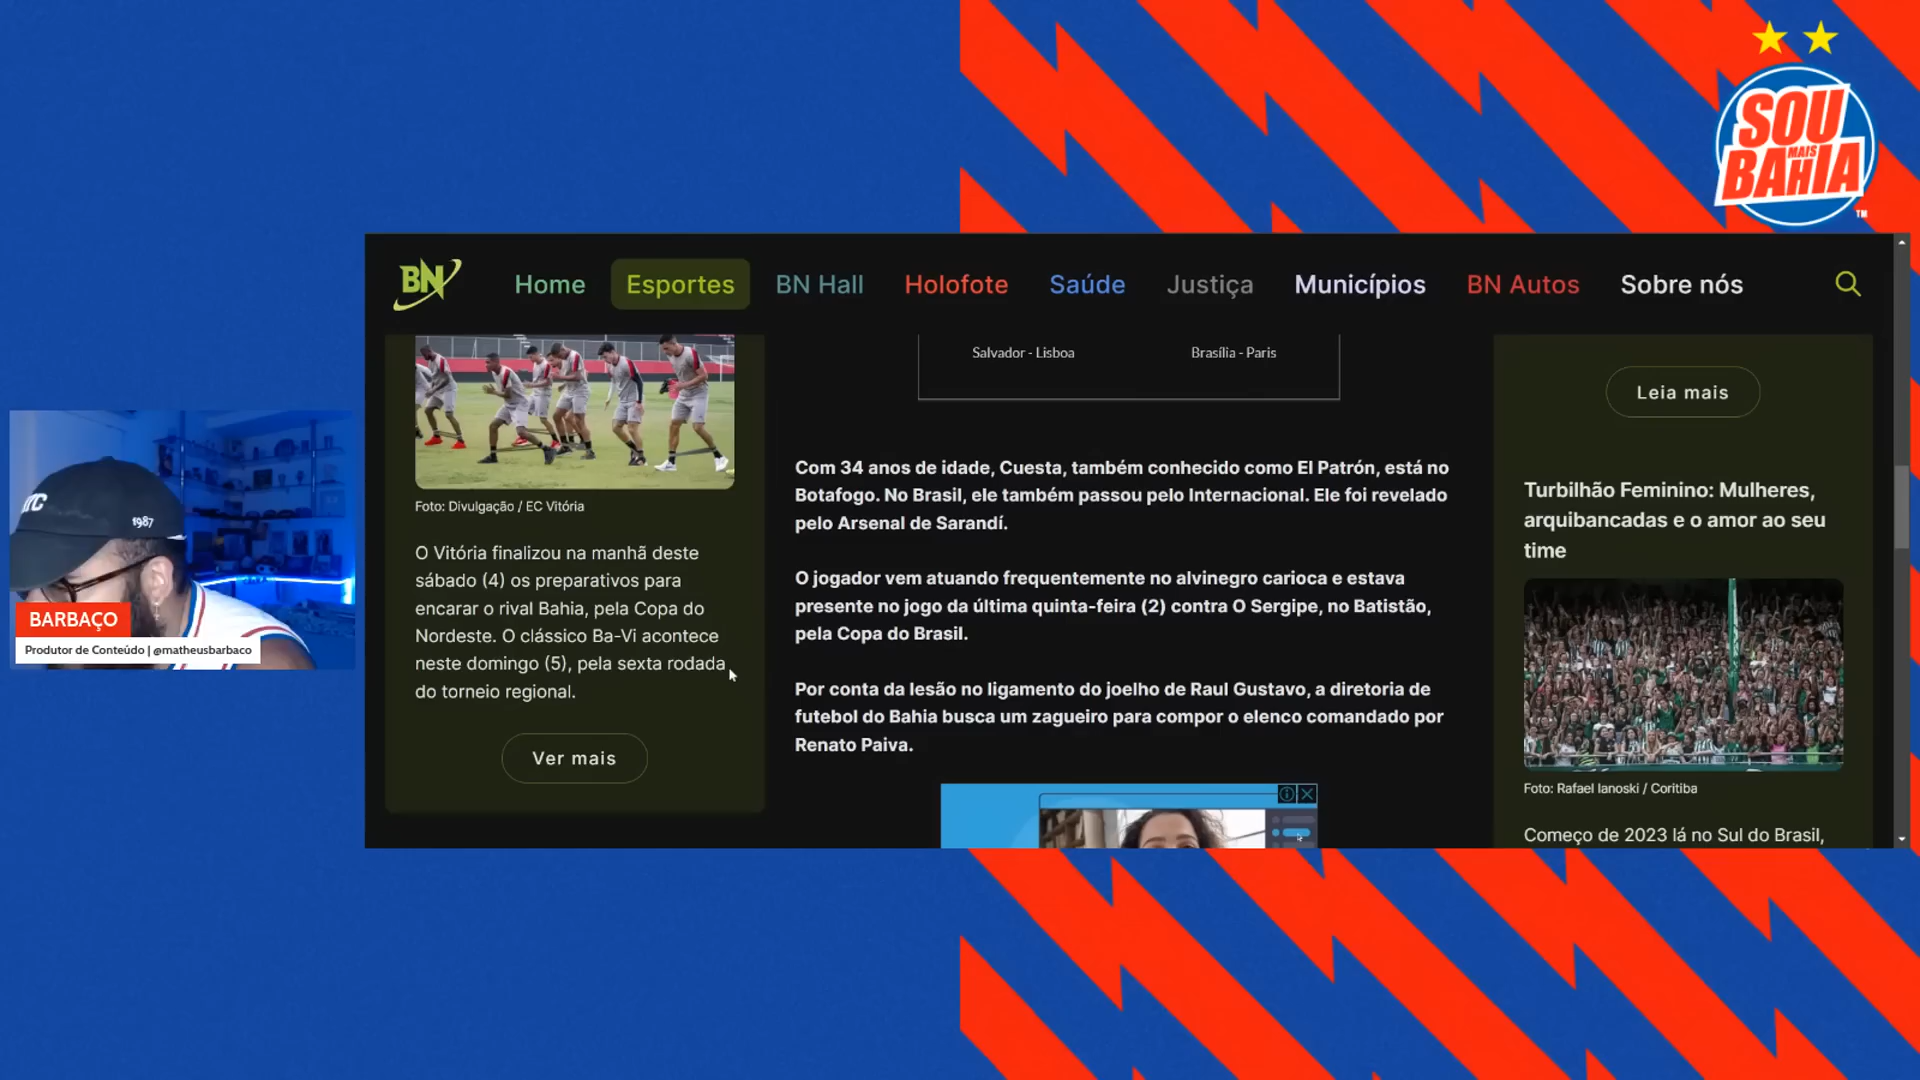 SOU
MAIS
BAHIA
TM
BN
Home
Esportes
BN Hall
Holofote
Saúde
Justiça
Municípios
BN Autos
Sobre nós
Foto: Divulgação / EC Vitória
O Vitória finalizou na manhã deste
sábado (4) os preparativos para
encarar o rival Bahia, pela Copa do
Nordeste. O clássico Ba-Vi acontece
neste domingo (5), pela sexta rodada
do torneio regional.
Ver mais
Salvador - Lisboa
Brasília - Paris
Com 34 anos de idade, Cuesta, também conhecido como El Patrón, está no
Botafogo. No Brasil, ele também passou pelo Internacional. Ele foi revelado
pelo Arsenal de Sarandí.
O jogador vem atuando frequentemente no alvinegro carioca e estava
presente no jogo da última quinta-feira (2) contra O Sergipe, no Batistão,
pela Copa do Brasil.
Por conta da lesão no ligamento do joelho de Raul Gustavo, a diretoria de
futebol do Bahia busca um zagueiro para compor o elenco comandado por
Renato Paiva.
Leia mais
Turbilhão Feminino: Mulheres,
arquibancadas e o amor ao seu
time
Foto: Rafael Ianoski / Coritiba
Começo de 2023 lá no Sul do Brasil,
1987
BARBAÇO
Produtor de Conteúdo | @matheusbarbaco